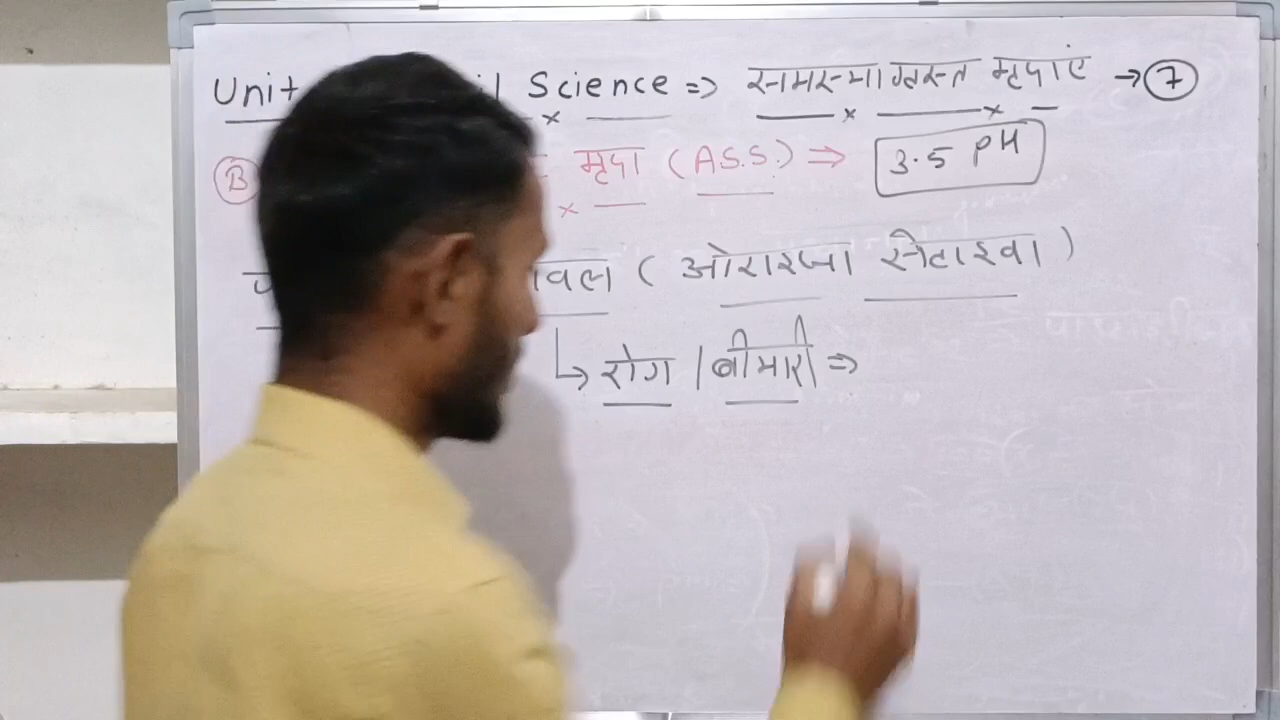 Unit Science => समस्याग्रस्त मृदाएं → 7
B मृदा (A.S.S.) => 3.5 pH
ावल ( ओराइजा सेटाइवा )
↳ रोग / बीमारी =>